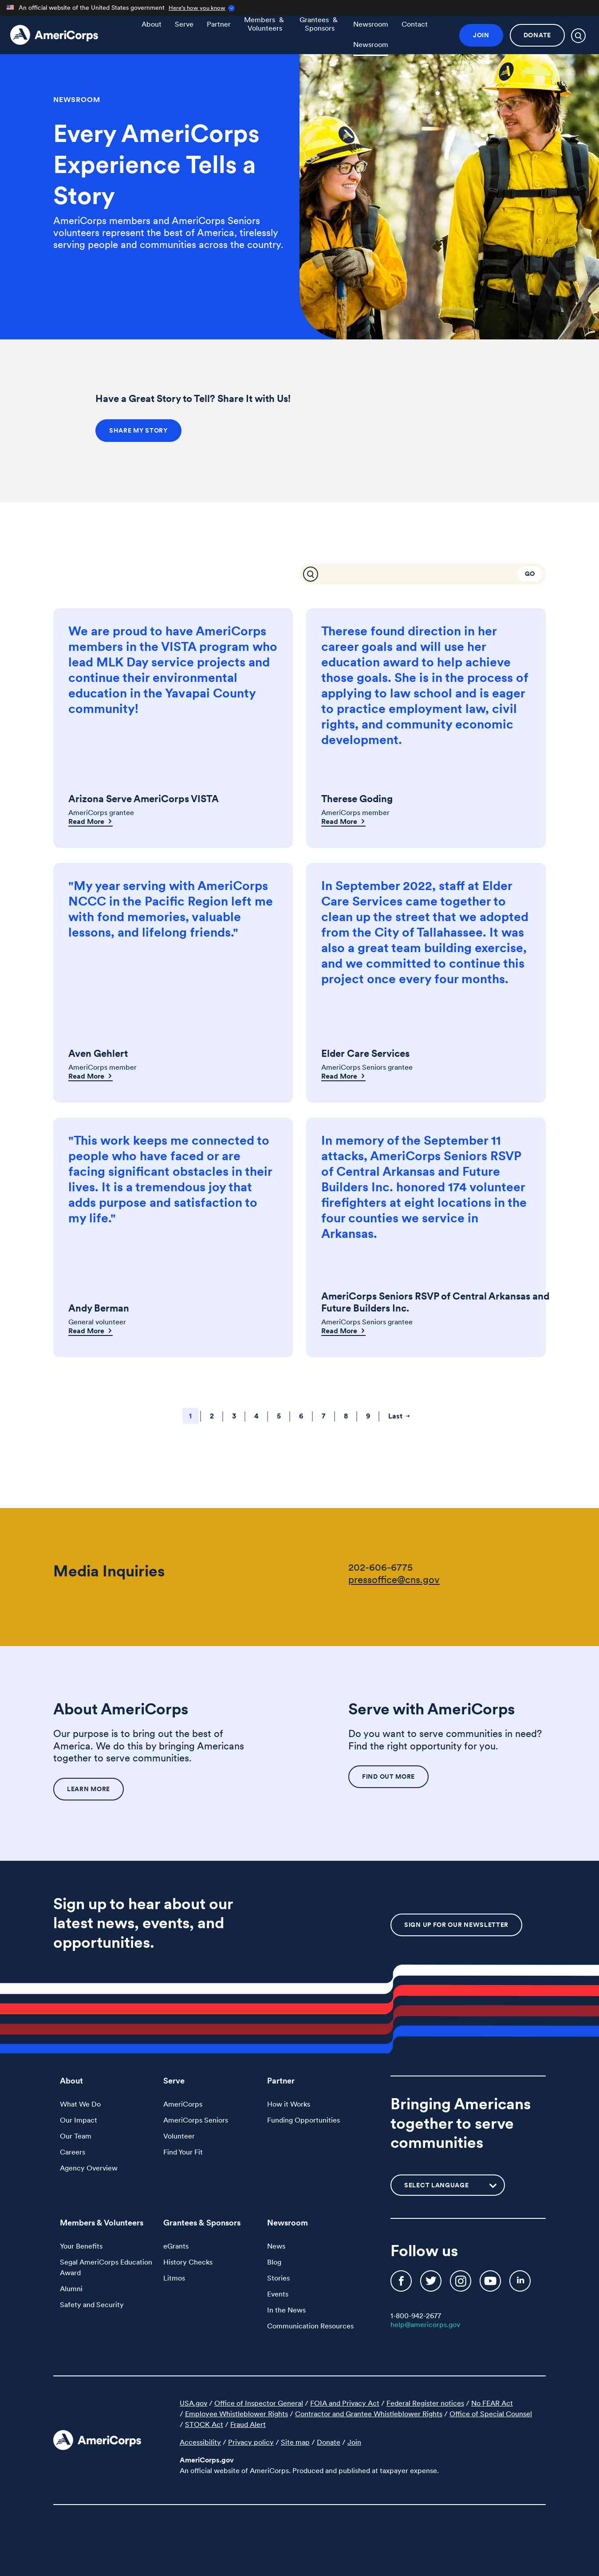 An official website of the United States government Here's how you know
AmeriCorps
About Serve Partner Members & Volunteers Grantees & Sponsors Newsroom Contact
Newsroom
JOIN
DONATE
NEWSROOM
Every AmeriCorps
Experience Tells a
Story
AmeriCorps members and AmeriCorps Seniors
volunteers represent the best of America, tirelessly
serving people and communities across the country.
Have a Great Story to Tell? Share It with Us!
SHARE MY STORY
GO
We are proud to have AmeriCorps
members in the VISTA program who
lead MLK Day service projects and
continue their environmental
education in the Yavapai County
community!
Arizona Serve AmeriCorps VISTA
AmeriCorps grantee
Read More
Therese found direction in her
career goals and will use her
education award to help achieve
those goals. She is in the process of
applying to law school and is eager
to practice employment law, civil
rights, and community economic
development.
Therese Goding
AmeriCorps member
Read More
"My year serving with AmeriCorps
NCCC in the Pacific Region left me
with fond memories, valuable
lessons, and lifelong friends."
Aven Gehlert
AmeriCorps member
Read More
In September 2022, staff at Elder
Care Services came together to
clean up the street that we adopted
from the City of Tallahassee. It was
also a great team building exercise,
and we committed to continue this
project once every four months.
Elder Care Services
AmeriCorps Seniors grantee
Read More
"This work keeps me connected to
people who have faced or are
facing significant obstacles in their
lives. It is a tremendous joy that
adds purpose and satisfaction to
my life."
Andy Berman
General volunteer
Read More
In memory of the September 11
attacks, AmeriCorps Seniors RSVP
of Central Arkansas and Future
Builders Inc. honored 174 volunteer
firefighters at eight locations in the
four counties we service in
Arkansas.
AmeriCorps Seniors RSVP of Central Arkansas and
Future Builders Inc.
AmeriCorps Seniors grantee
Read More
1 2 3 4 5 6 7 8 9 Last →
Media Inquiries
202-606-6775
pressoffice@cns.gov
About AmeriCorps
Our purpose is to bring out the best of
America. We do this by bringing Americans
together to serve communities.
LEARN MORE
Serve with AmeriCorps
Do you want to serve communities in need?
Find the right opportunity for you.
FIND OUT MORE
Sign up to hear about our
latest news, events, and
opportunities.
SIGN UP FOR OUR NEWSLETTER
About
What We Do
Our Impact
Our Team
Careers
Agency Overview
Serve
AmeriCorps
AmeriCorps Seniors
Volunteer
Find Your Fit
Partner
How it Works
Funding Opportunities
Bringing Americans
together to serve
communities
SELECT LANGUAGE
Members & Volunteers
Your Benefits
Segal AmeriCorps Education
Award
Alumni
Safety and Security
Grantees & Sponsors
eGrants
History Checks
Litmos
Newsroom
News
Blog
Stories
Events
In the News
Communication Resources
Follow us
1-800-942-2677
help@americorps.gov
AmeriCorps
USA.gov / Office of Inspector General / FOIA and Privacy Act / Federal Register notices / No FEAR Act
/ Employee Whistleblower Rights / Contractor and Grantee Whistleblower Rights / Office of Special Counsel
/ STOCK Act / Fraud Alert
Accessibility / Privacy policy / Site map / Donate / Join
AmeriCorps.gov
An official website of AmeriCorps. Produced and published at taxpayer expense.